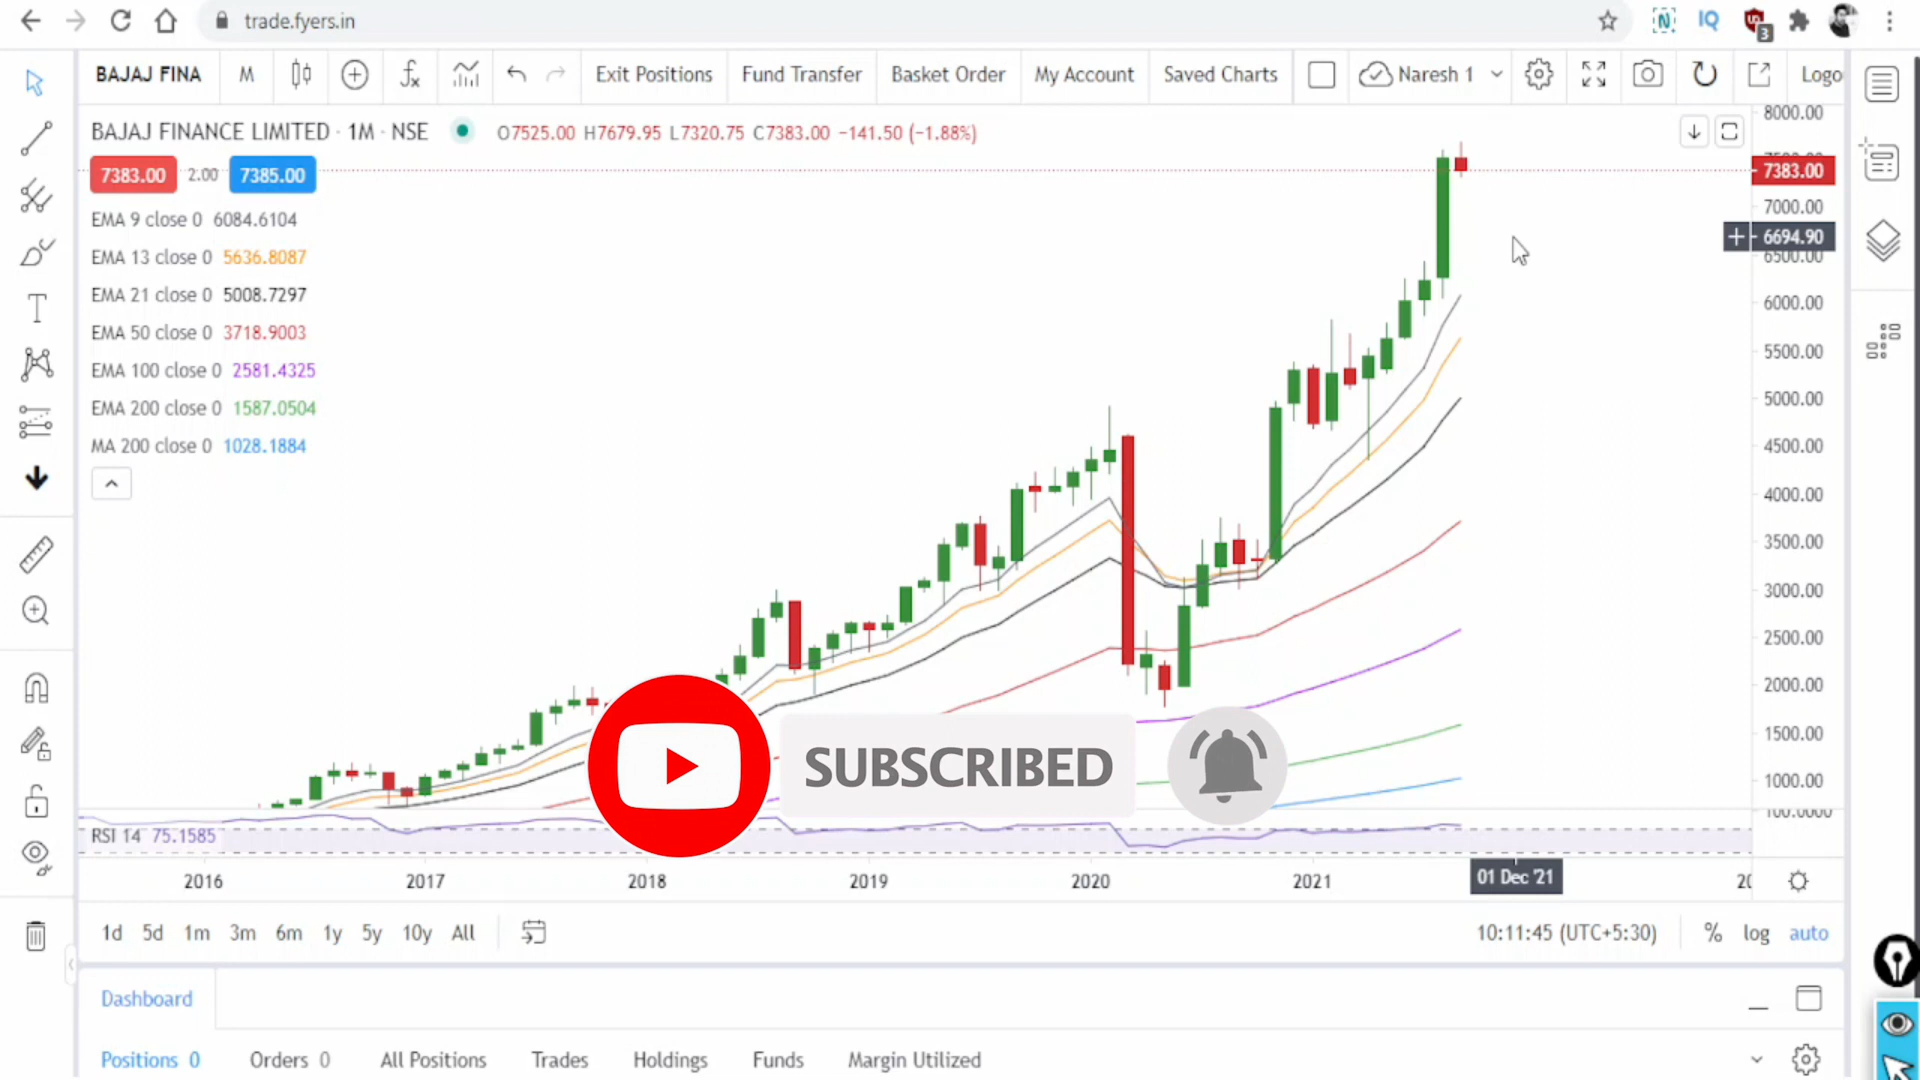 trade.fyers.in
3
BAJAJ FINA M Exit Positions Fund Transfer Basket Order My Account Saved Charts Naresh 1 Logo
BAJAJ FINANCE LIMITED · 1M · NSE O7525.00 H7679.95 L7320.75 C7383.00 −141.50 (−1.88%)
7383.00 2.00 7385.00
EMA 9 close 0 6084.6104
EMA 13 close 0 5636.8087
EMA 21 close 0 5008.7297
EMA 50 close 0 3718.9003
EMA 100 close 0 2581.4325
EMA 200 close 0 1587.0504
MA 200 close 0 1028.1884
8000.00
7383.00
7000.00
6694.90
6500.00
6000.00
5500.00
5000.00
4500.00
4000.00
3500.00
3000.00
2500.00
2000.00
1500.00
1000.00
100.0000
SUBSCRIBED
RSI 14 75.1585
2016 2017 2018 2019 2020 2021 01 Dec '21
1d 5d 1m 3m 6m 1y 5y 10y All 10:11:45 (UTC+5:30) % log auto
Dashboard
Positions 0 Orders 0 All Positions Trades Holdings Funds Margin Utilized